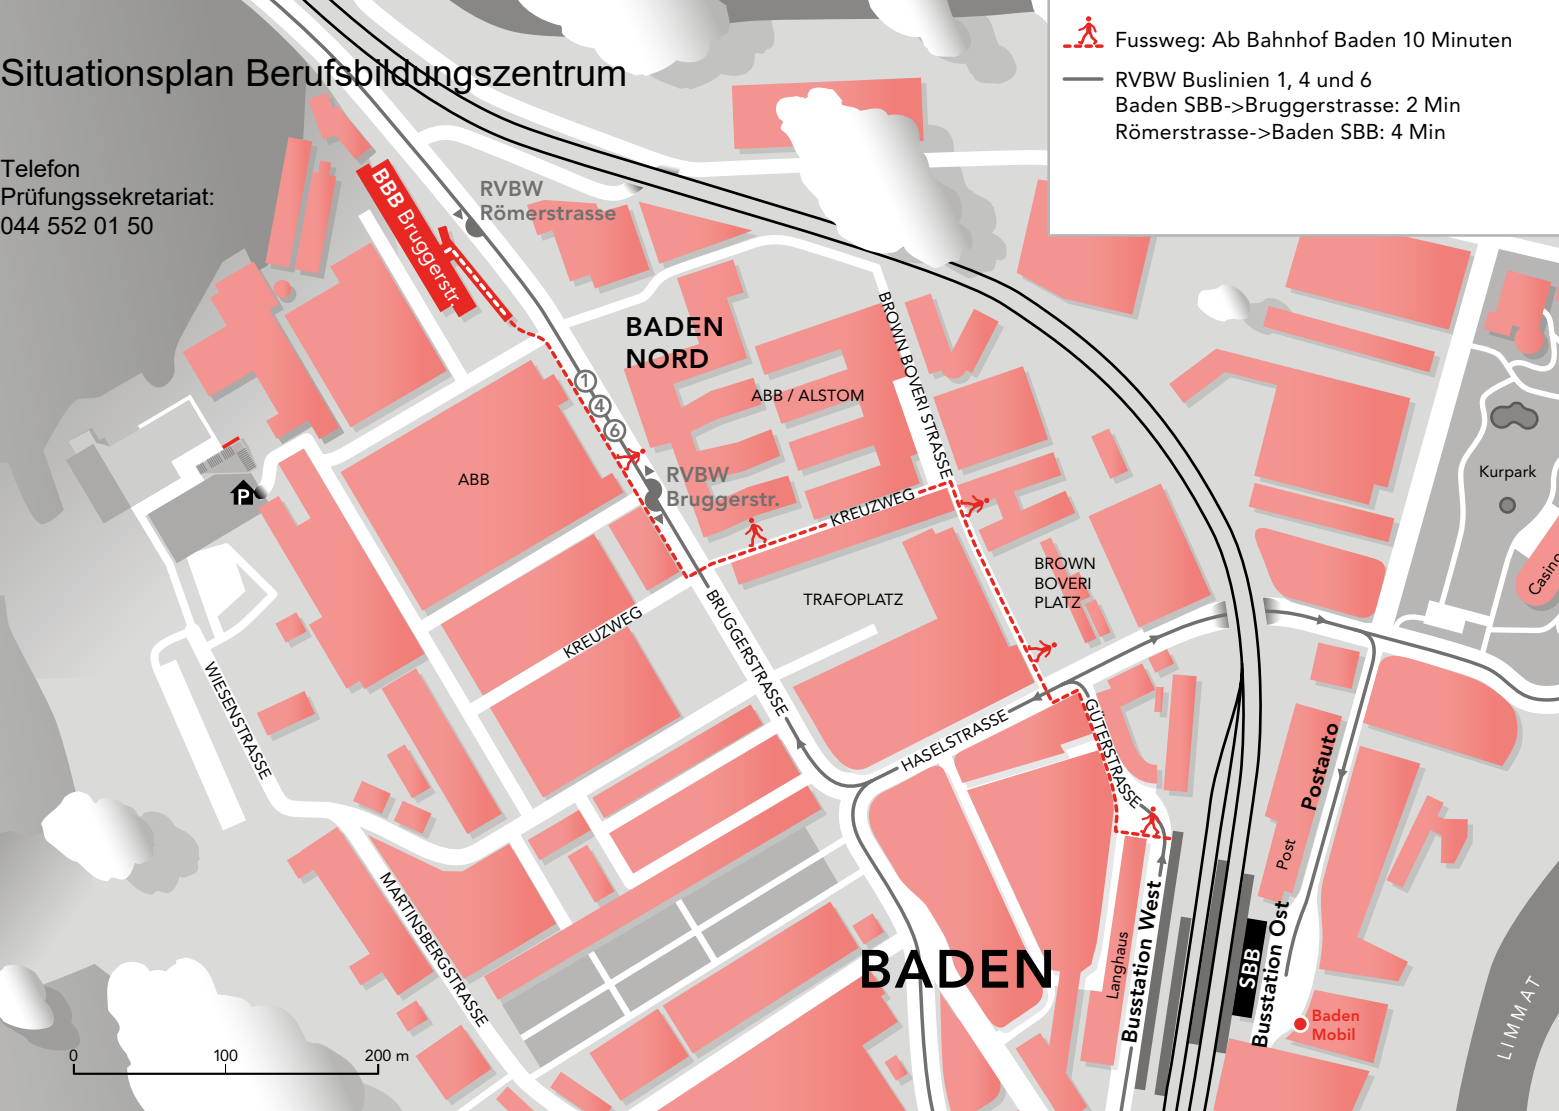 Situationsplan Berufsbildungszentrum
Telefon
Prüfungssekretariat:
044 552 01 50
Fussweg: Ab Bahnhof Baden 10 Minuten
RVBW Buslinien 1, 4 und 6
Baden SBB->Bruggerstrasse: 2 Min
Römerstrasse->Baden SBB: 4 Min
BBB Bruggerstr.
RVBW
Römerstrasse
BADEN
NORD
BROWN BOVERI STRASSE
1
4
6
ABB / ALSTOM
ABB
RVBW
Bruggerstr.
KREUZWEG
P
Kurpark
Casino
BROWN
BOVERI
PLATZ
TRAFOPLATZ
KREUZWEG
BRUGGERSTRASSE
WIESENSTRASSE
HASELSTRASSE
GÜTERSTRASSE
Postauto
Post
MARTINSBERGSTRASSE
BADEN
Langhaus
Busstation West
SBB
Busstation Ost
Baden
Mobil
LIMMAT
0 100 200 m